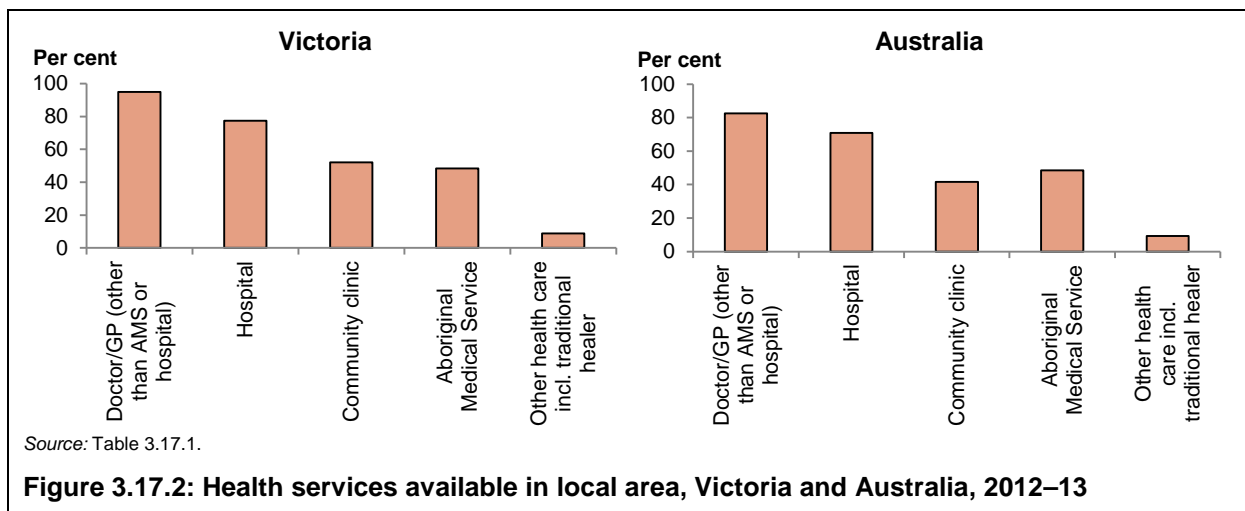 Victoria
Per cent
100
80
60
40
20
0
Doctor/GP (other
than AMS or
hospital)
Hospital
Community clinic
Aboriginal
Medical Service
Other health care
incl. traditional
healer
Australia
Per cent
100
80
60
40
20
0
Doctor/GP (other
than AMS or
hospital)
Hospital
Community clinic
Aboriginal
Medical Service
Other health
care incl.
traditional healer
Source: Table 3.17.1.
Figure 3.17.2: Health services available in local area, Victoria and Australia, 2012–13